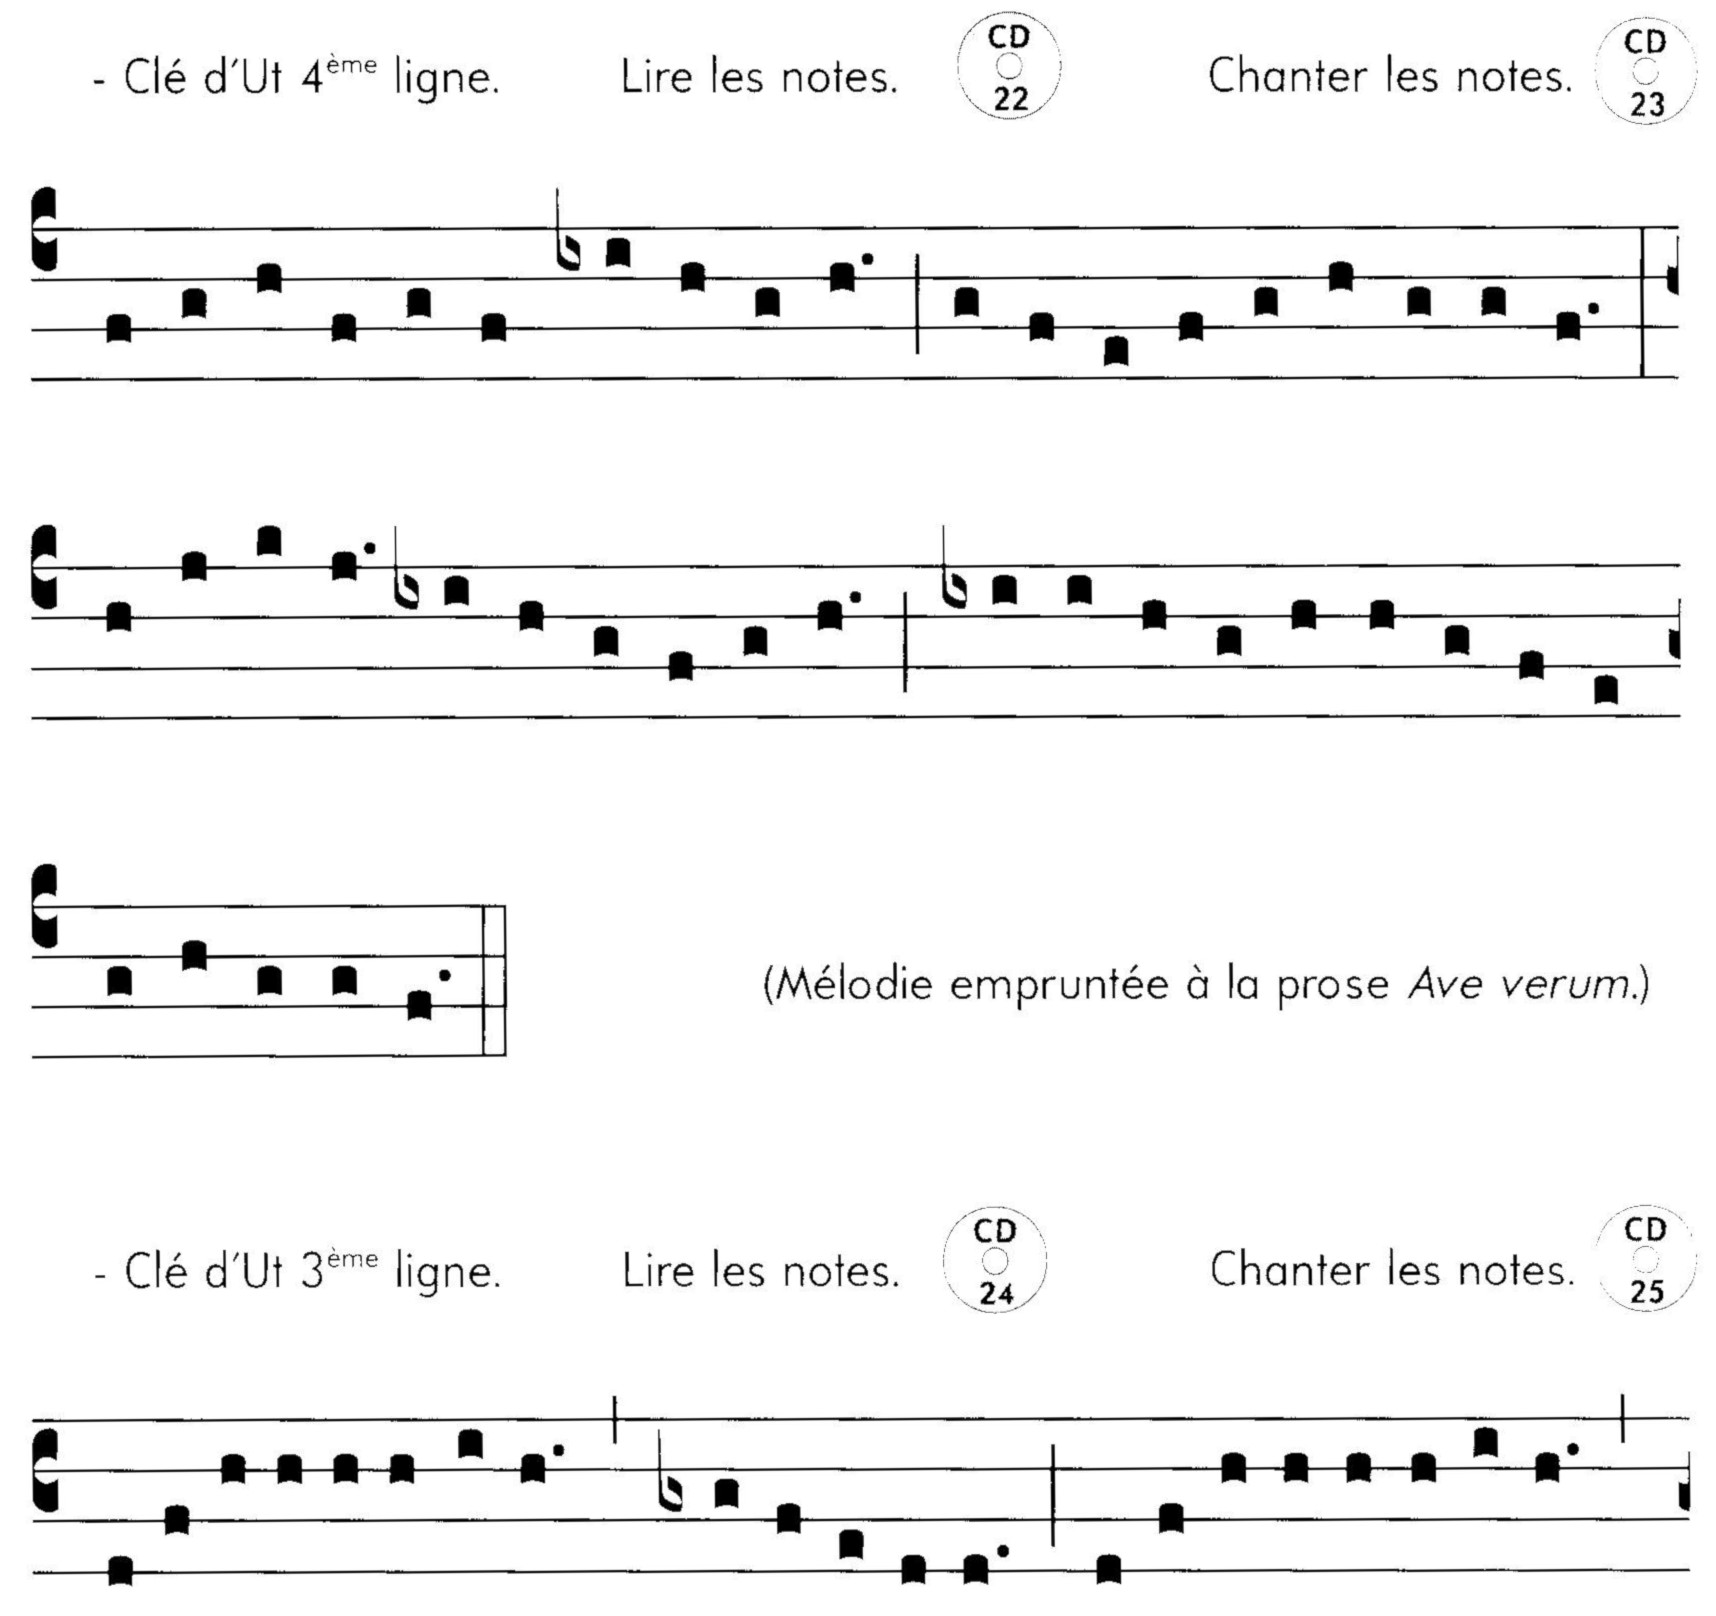 - Clé d'Ut 4ème ligne. Lire les notes. CD 22 Chanter les notes. CD 23
(Mélodie empruntée à la prose Ave verum.)
- Clé d'Ut 3ème ligne. Lire les notes. CD 24 Chanter les notes. CD 25